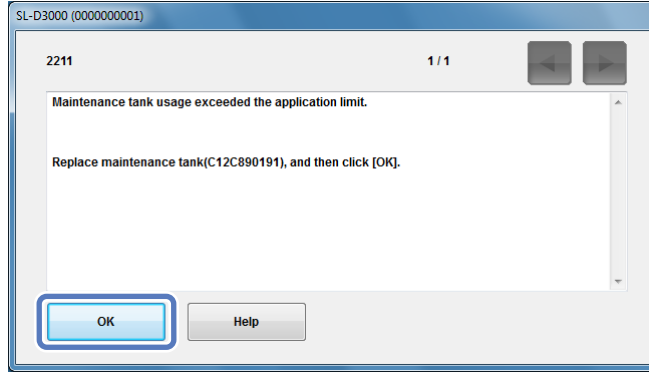 SL-D3000 (0000000001)
2211 1 / 1
Maintenance tank usage exceeded the application limit.
Replace maintenance tank(C12C890191), and then click [OK].
OK Help